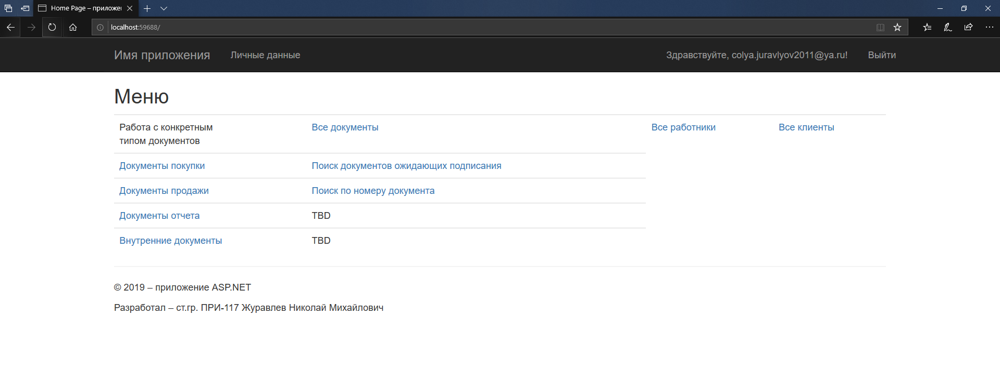 Home Page – приложен
localhost:59688/
Имя приложения Личные данные Здравствуйте, colya.juravlyov2011@ya.ru! Выйти
Меню
Работа с конкретным
типом документов
Все документы Все работники Все клиенты
Документы покупки Поиск документов ожидающих подписания
Документы продажи Поиск по номеру документа
Документы отчета TBD
Внутренние документы TBD
© 2019 – приложение ASP.NET
Разработал – ст.гр. ПРИ-117 Журавлев Николай Михайлович